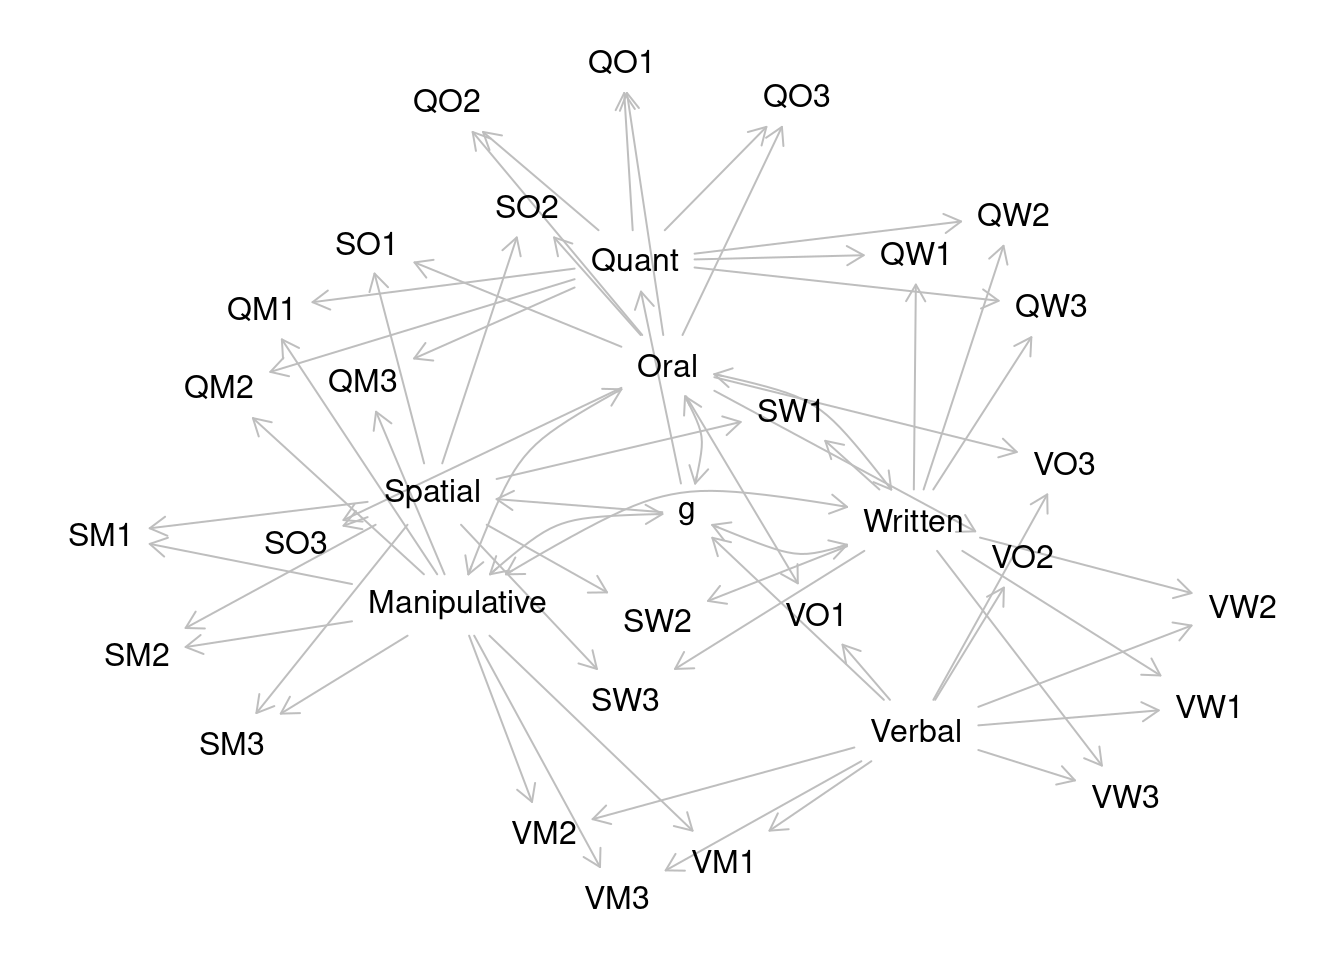 QO1
QO2
QO3
SO2
QW2
SO1
QW1
Quant
QM1
QW3
Oral
QM2
QM3
SW1
VO3
Spatial
g
Written
SM1
SO3
VO2
Manipulative
VW2
VO1
SW2
SM2
SW3
VW1
Verbal
SM3
VW3
VM2
VM1
VM3